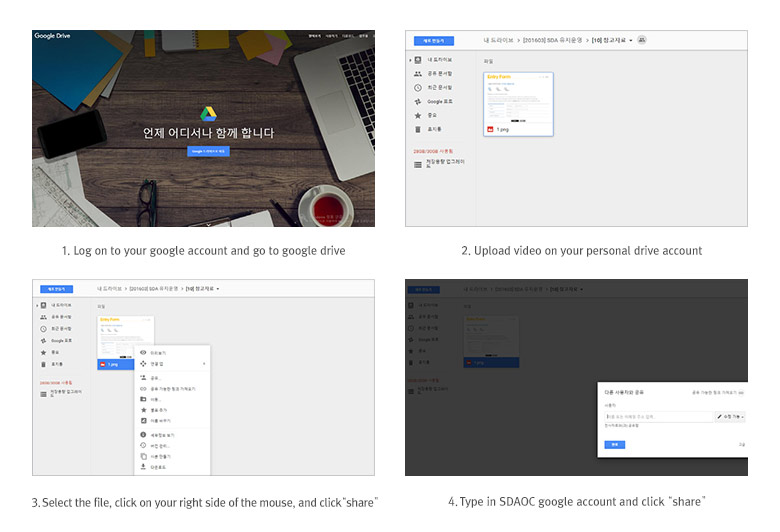 Google Drive
언제 어디서나 함께 합니다
1. Log on to your google account and go to google drive
새로 만들기
내 드라이브 > [201603] SDA 유지운영 > [10] 참고자료
파일
내 드라이브
공유 문서함
최근 문서함
Google 포토
중요
휴지통
저장용량 업그레이드
Entry Form
1.png
2. Upload video on your personal drive account
새로 만들기
내 드라이브 > [201603] SDA 유지운영 > [10] 참고자료
파일
내 드라이브
공유 문서함
최근 문서함
Google 포토
중요
휴지통
저장용량 업그레이드
Entry Form
1.png
미리보기
연결 앱
공유...
공유 가능한 링크 가져오기
이동...
중요 추가
이름 바꾸기
세부정보 보기
버전 관리...
사본 만들기
다운로드
3. Select the file, click on your right side of the mouse, and click "share"
다른 사용자와 공유
공유 가능한 링크 가져오기
사용자
수정 가능
완료
고급
4. Type in SDAOC google account and click "share"